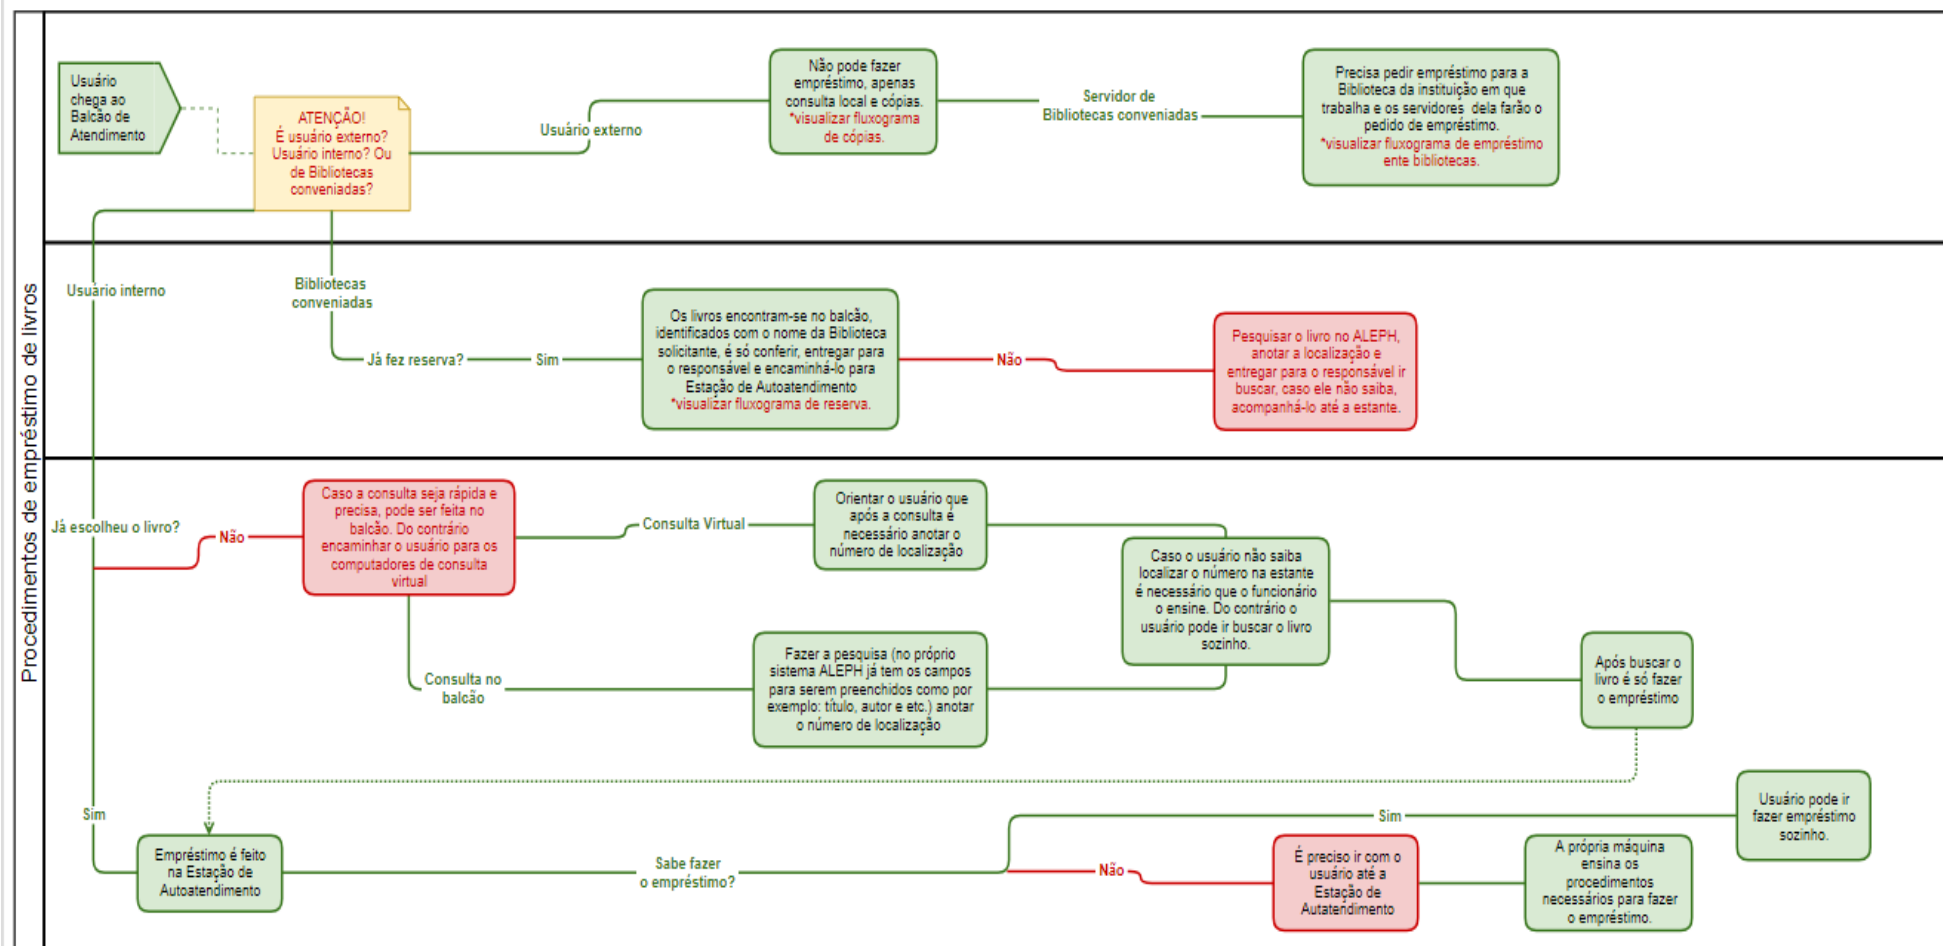 Procedimentos de empréstimo de livros
Usuário
chega ao
Balcão de
Atendimento
ATENÇÃO!
É usuário externo?
Usuário interno? Ou
de Bibliotecas
conveniadas?
Usuário externo
Não pode fazer
empréstimo, apenas
consulta local e cópias.
*visualizar fluxograma
de cópias.
Servidor de
Bibliotecas conveniadas
Precisa pedir empréstimo para a
Biblioteca da instituição em que
trabalha e os servidores dela farão o
pedido de empréstimo.
*visualizar fluxograma de empréstimo
ente bibliotecas.
Usuário interno
Bibliotecas
conveniadas
Já fez reserva?
Sim
Os livros encontram-se no balcão,
identificados com o nome da Biblioteca
solicitante, é só conferir, entregar para
o responsável e encaminhá-lo para
Estação de Autoatendimento
*visualizar fluxograma de reserva.
Não
Pesquisar o livro no ALEPH,
anotar a localização e
entregar para o responsável ir
buscar, caso ele não saiba,
acompanhá-lo até a estante.
Já escolheu o livro?
Não
Caso a consulta seja rápida e
precisa, pode ser feita no
balcão. Do contrário
encaminhar o usuário para os
computadores de consulta
virtual
Consulta Virtual
Orientar o usuário que
após a consulta é
necessário anotar o
número de localização
Caso o usuário não saiba
localizar o número na estante
é necessário que o funcionário
o ensine. Do contrário o
usuário pode ir buscar o livro
sozinho.
Consulta no
balcão
Fazer a pesquisa (no próprio
sistema ALEPH já tem os campos
para serem preenchidos como por
exemplo: título, autor e etc.) anotar
o número de localização
Após buscar o
livro é só fazer
o empréstimo
Sim
Empréstimo é feito
na Estação de
Autoatendimento
Sabe fazer
o empréstimo?
Sim
Usuário pode ir
fazer empréstimo
sozinho.
Não
É preciso ir com o
usuário até a
Estação de
Autatendimento
A própria máquina
ensina os
procedimentos
necessários para fazer
o empréstimo.